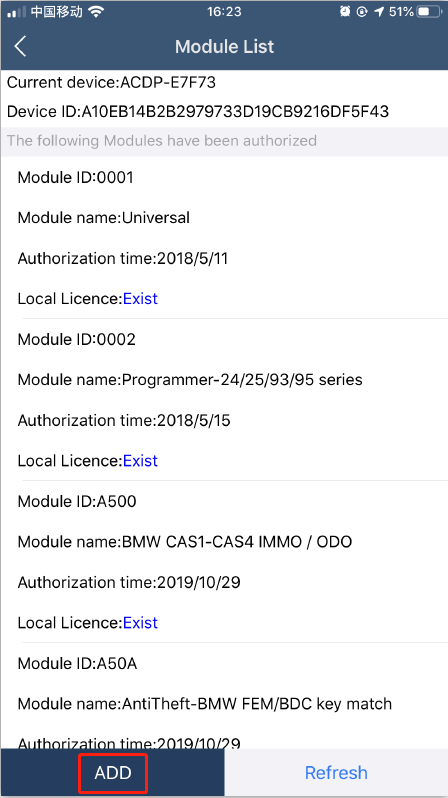 中国移动 16:23 51%
Module List
Current device:ACDP-E7F73
Device ID:A10EB14B2B2979733D19CB9216DF5F43
The following Modules have been authorized
Module ID:0001
Module name:Universal
Authorization time:2018/5/11
Local Licence:Exist
Module ID:0002
Module name:Programmer-24/25/93/95 series
Authorization time:2018/5/15
Local Licence:Exist
Module ID:A500
Module name:BMW CAS1-CAS4 IMMO / ODO
Authorization time:2019/10/29
Local Licence:Exist
Module ID:A50A
Module name:AntiTheft-BMW FEM/BDC key match
Authorization time:2019/10/29
ADD Refresh